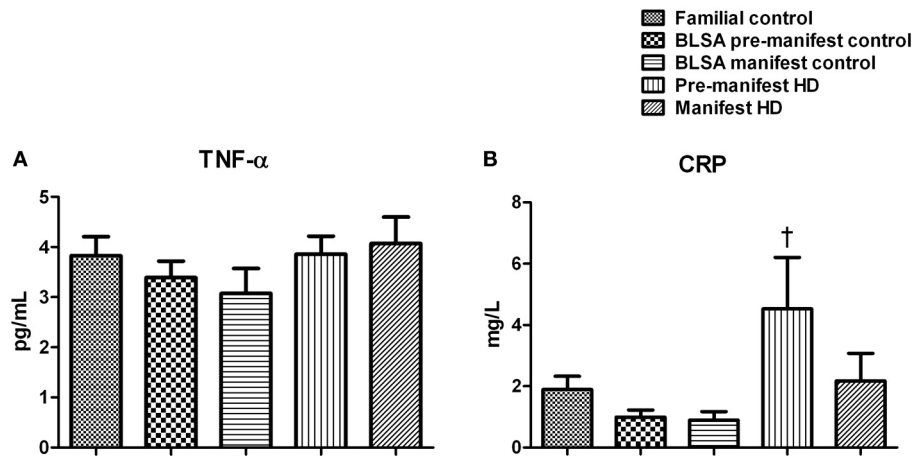 Familial control
BLSA pre-manifest control
BLSA manifest control
Pre-manifest HD
Manifest HD
A
TNF-α
5
4
3
2
1
0
pg/mL
B
CRP
8
6
4
2
0
mg/L
†